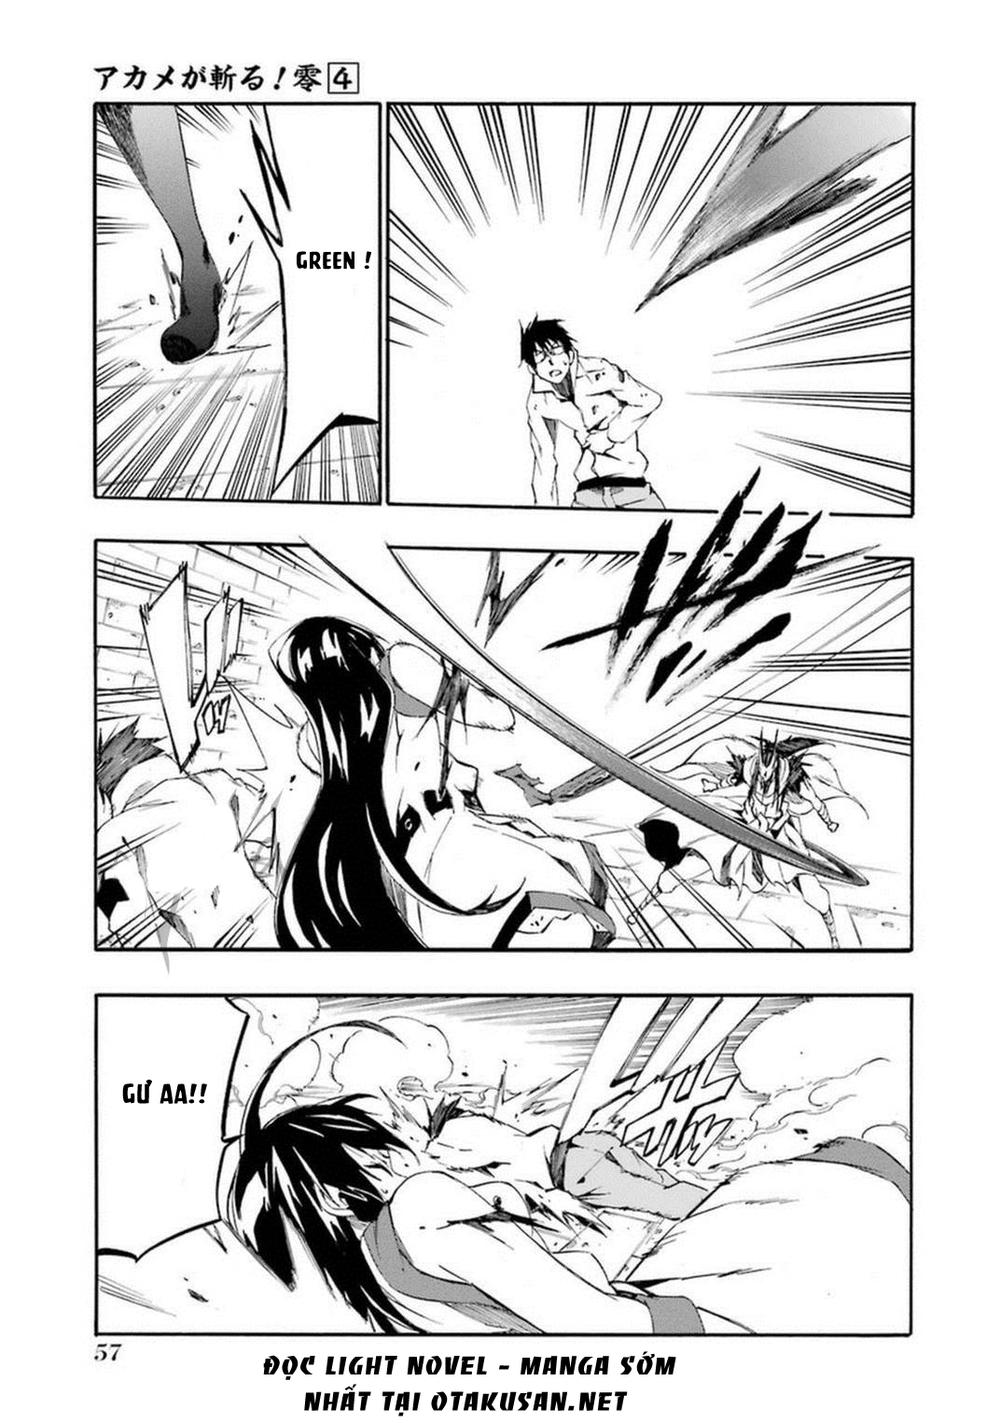 アカメが斬る！零 4
GREEN !
GƯ AA!!
57
ĐỌC LIGHT NOVEL - MANGA SỚM
NHẤT TẠI OTAKUSAN.NET